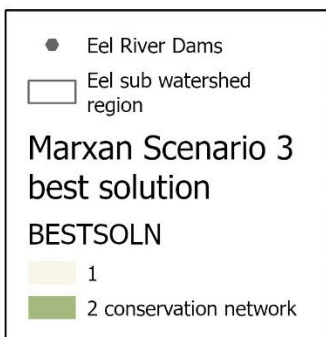 Eel River Dams
Eel sub watershed
region
Marxan Scenario 3
best solution
BESTSOLN
1
2 conservation network